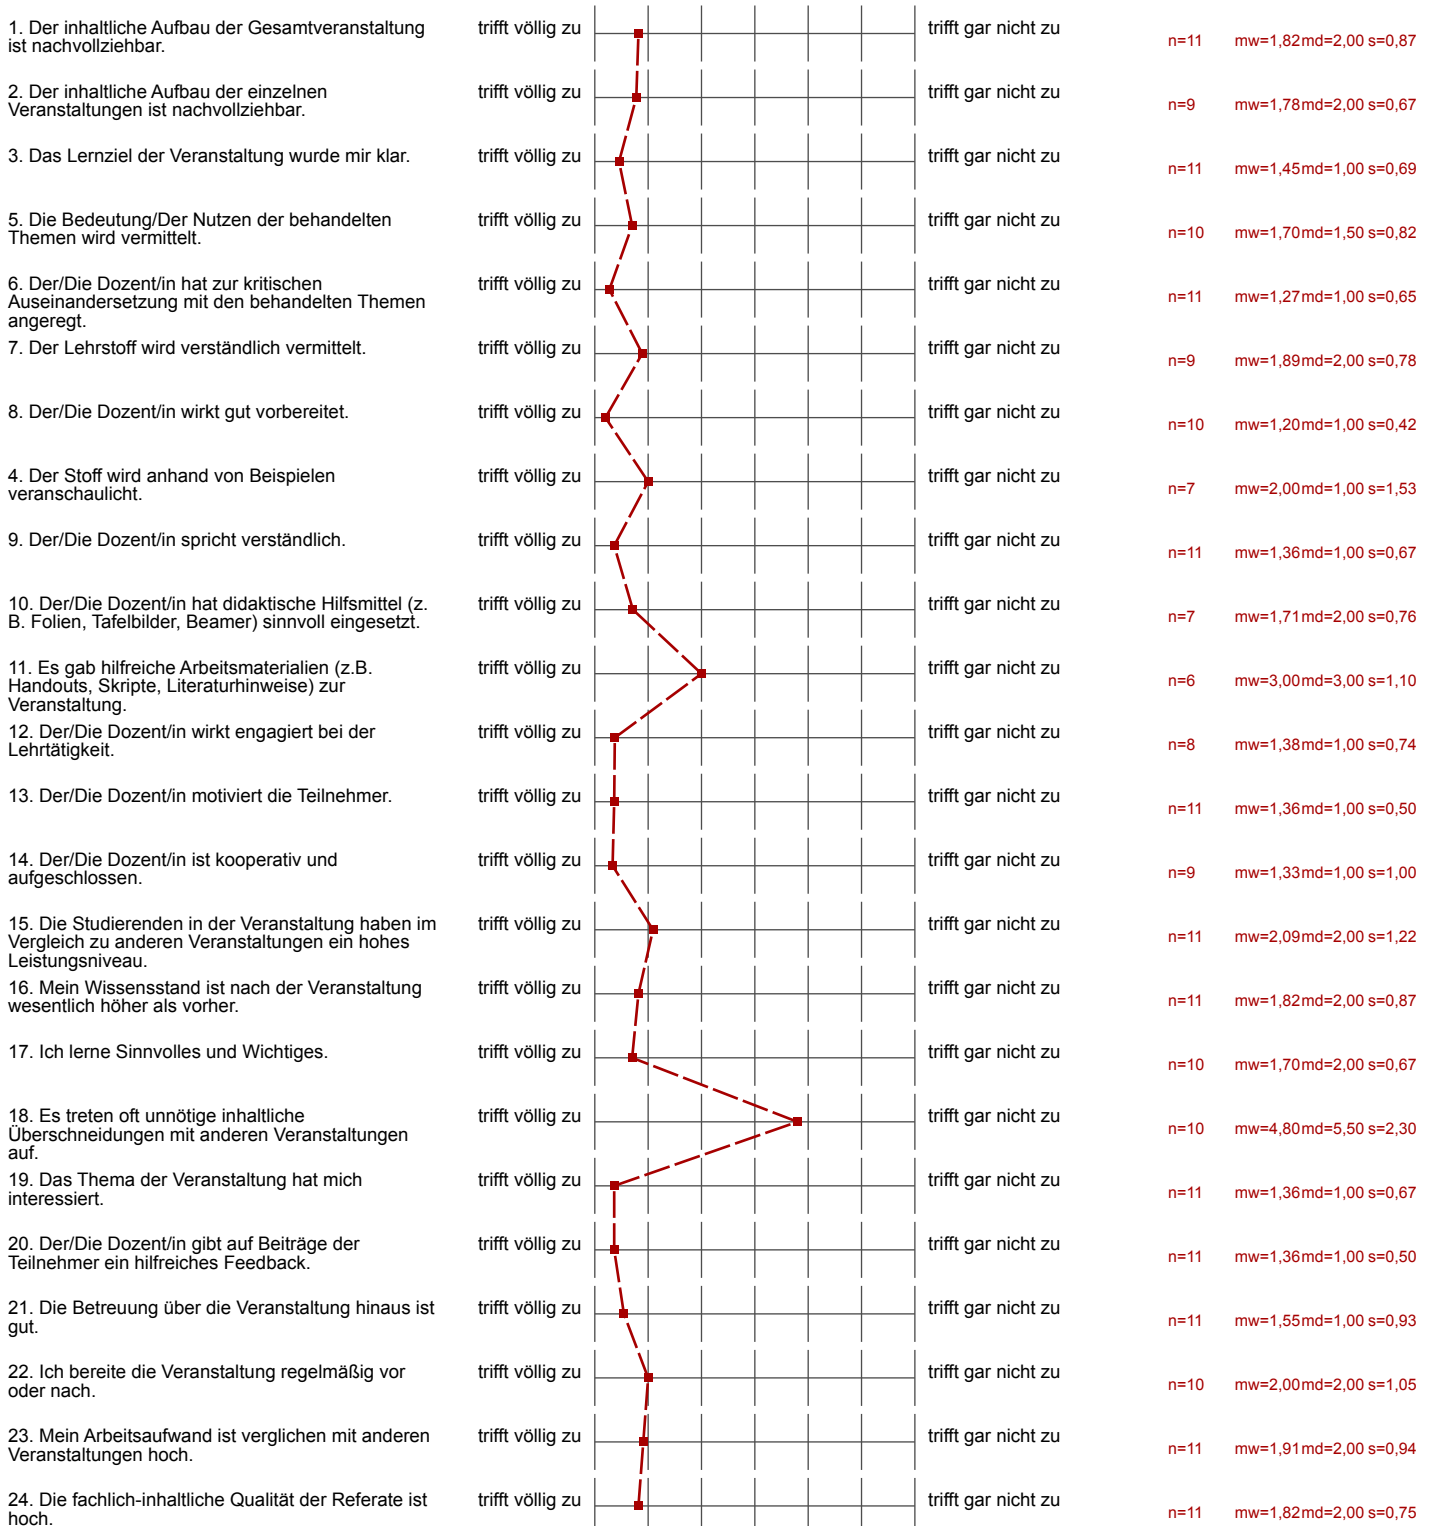 1. Der inhaltliche Aufbau der Gesamtveranstaltung
ist nachvollziehbar.
trifft völlig zu
trifft gar nicht zu
n=11 mw=1,82 md=2,00 s=0,87
2. Der inhaltliche Aufbau der einzelnen
Veranstaltungen ist nachvollziehbar.
trifft völlig zu
trifft gar nicht zu
n=9 mw=1,78 md=2,00 s=0,67
3. Das Lernziel der Veranstaltung wurde mir klar.
trifft völlig zu
trifft gar nicht zu
n=11 mw=1,45 md=1,00 s=0,69
5. Die Bedeutung/Der Nutzen der behandelten
Themen wird vermittelt.
trifft völlig zu
trifft gar nicht zu
n=10 mw=1,70 md=1,50 s=0,82
6. Der/Die Dozent/in hat zur kritischen
Auseinandersetzung mit den behandelten Themen
angeregt.
trifft völlig zu
trifft gar nicht zu
n=11 mw=1,27 md=1,00 s=0,65
7. Der Lehrstoff wird verständlich vermittelt.
trifft völlig zu
trifft gar nicht zu
n=9 mw=1,89 md=2,00 s=0,78
8. Der/Die Dozent/in wirkt gut vorbereitet.
trifft völlig zu
trifft gar nicht zu
n=10 mw=1,20 md=1,00 s=0,42
4. Der Stoff wird anhand von Beispielen
veranschaulicht.
trifft völlig zu
trifft gar nicht zu
n=7 mw=2,00 md=1,00 s=1,53
9. Der/Die Dozent/in spricht verständlich.
trifft völlig zu
trifft gar nicht zu
n=11 mw=1,36 md=1,00 s=0,67
10. Der/Die Dozent/in hat didaktische Hilfsmittel (z.
B. Folien, Tafelbilder, Beamer) sinnvoll eingesetzt.
trifft völlig zu
trifft gar nicht zu
n=7 mw=1,71 md=2,00 s=0,76
11. Es gab hilfreiche Arbeitsmaterialien (z.B.
Handouts, Skripte, Literaturhinweise) zur
Veranstaltung.
trifft völlig zu
trifft gar nicht zu
n=6 mw=3,00 md=3,00 s=1,10
12. Der/Die Dozent/in wirkt engagiert bei der
Lehrtätigkeit.
trifft völlig zu
trifft gar nicht zu
n=8 mw=1,38 md=1,00 s=0,74
13. Der/Die Dozent/in motiviert die Teilnehmer.
trifft völlig zu
trifft gar nicht zu
n=11 mw=1,36 md=1,00 s=0,50
14. Der/Die Dozent/in ist kooperativ und
aufgeschlossen.
trifft völlig zu
trifft gar nicht zu
n=9 mw=1,33 md=1,00 s=1,00
15. Die Studierenden in der Veranstaltung haben im
Vergleich zu anderen Veranstaltungen ein hohes
Leistungsniveau.
trifft völlig zu
trifft gar nicht zu
n=11 mw=2,09 md=2,00 s=1,22
16. Mein Wissensstand ist nach der Veranstaltung
wesentlich höher als vorher.
trifft völlig zu
trifft gar nicht zu
n=11 mw=1,82 md=2,00 s=0,87
17. Ich lerne Sinnvolles und Wichtiges.
trifft völlig zu
trifft gar nicht zu
n=10 mw=1,70 md=2,00 s=0,67
18. Es treten oft unnötige inhaltliche
Überschneidungen mit anderen Veranstaltungen
auf.
trifft völlig zu
trifft gar nicht zu
n=10 mw=4,80 md=5,50 s=2,30
19. Das Thema der Veranstaltung hat mich
interessiert.
trifft völlig zu
trifft gar nicht zu
n=11 mw=1,36 md=1,00 s=0,67
20. Der/Die Dozent/in gibt auf Beiträge der
Teilnehmer ein hilfreiches Feedback.
trifft völlig zu
trifft gar nicht zu
n=11 mw=1,36 md=1,00 s=0,50
21. Die Betreuung über die Veranstaltung hinaus ist
gut.
trifft völlig zu
trifft gar nicht zu
n=11 mw=1,55 md=1,00 s=0,93
22. Ich bereite die Veranstaltung regelmäßig vor
oder nach.
trifft völlig zu
trifft gar nicht zu
n=10 mw=2,00 md=2,00 s=1,05
23. Mein Arbeitsaufwand ist verglichen mit anderen
Veranstaltungen hoch.
trifft völlig zu
trifft gar nicht zu
n=11 mw=1,91 md=2,00 s=0,94
24. Die fachlich-inhaltliche Qualität der Referate ist
hoch.
trifft völlig zu
trifft gar nicht zu
n=11 mw=1,82 md=2,00 s=0,75